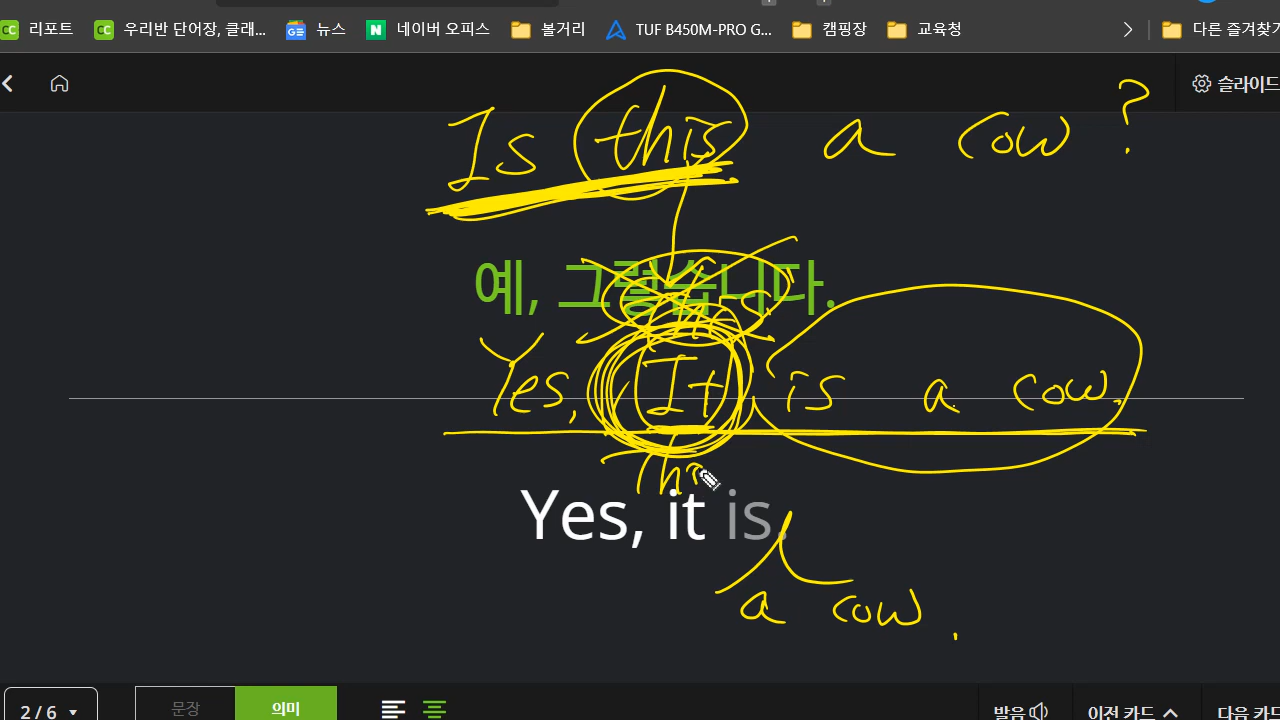 리포트 우리반 단어장, 클래... 뉴스 네이버 오피스 볼거리 TUF B450M-PRO G... 캠핑장 교육청 다른 즐겨찾기
슬라이드
Is this a cow?
예, 그렇습니다.
Yes, It is a cow.
Yes, it is.
a cow.
2 / 6 문장 의미 발음 이전 카드 다음 카드